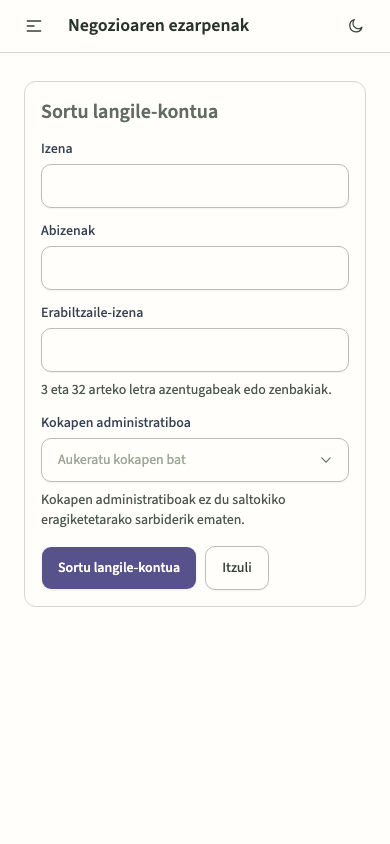 Negozioaren ezarpenak
Sortu langile-kontua
Izena
Abizenak
Erabiltzaile-izena
3 eta 32 arteko letra azentugabeak edo zenbakiak.
Kokapen administratiboa
Aukeratu kokapen bat
Kokapen administratiboak ez du saltokiko
eragiketetarako sarbiderik ematen.
Sortu langile-kontua
Itzuli